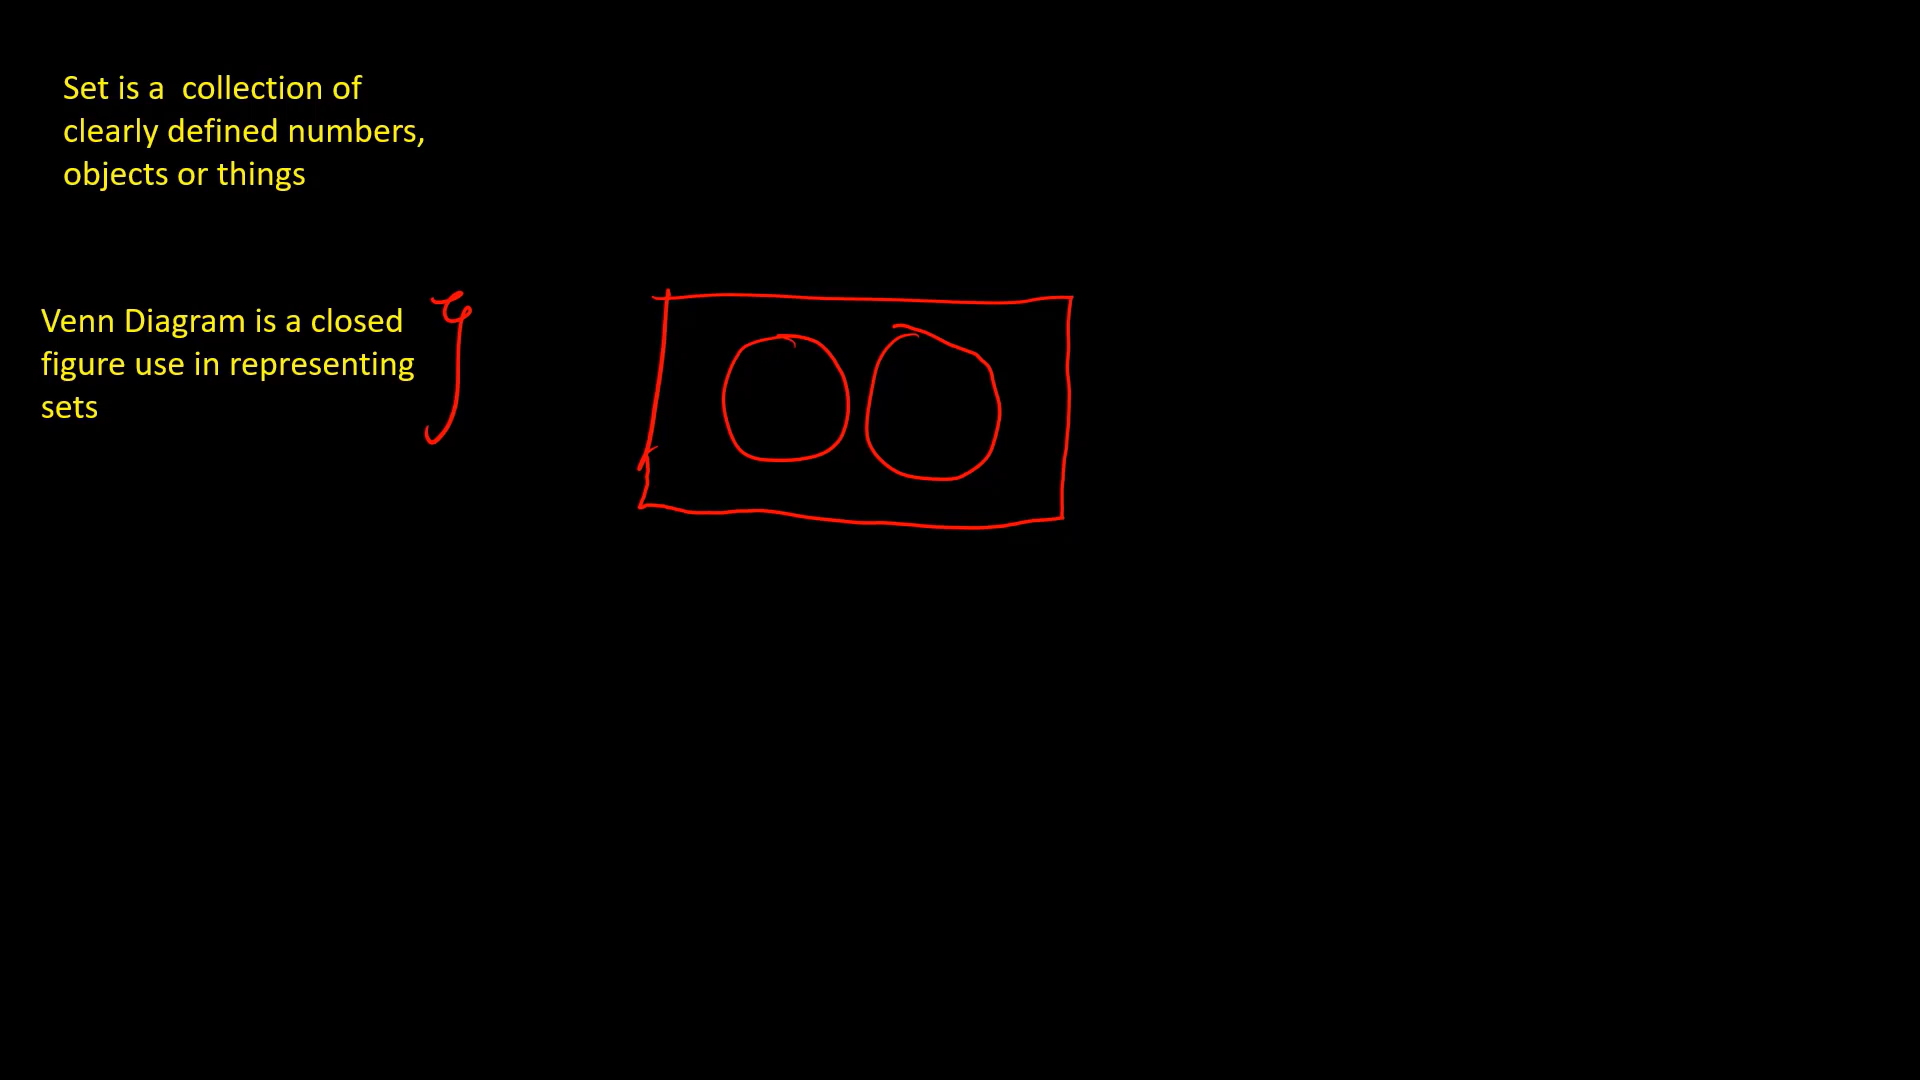 Set is a  collection of
clearly defined numbers,
objects or things
Venn Diagram is a closed
figure use in representing
sets